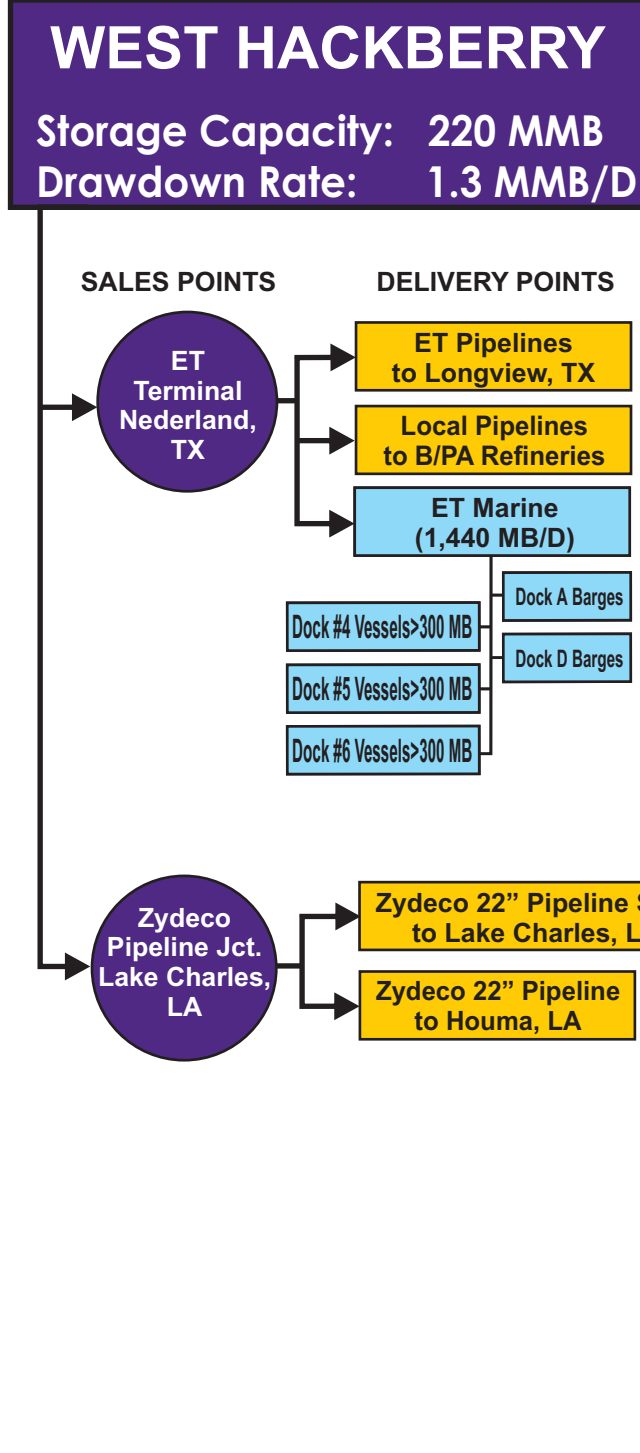 WEST HACKBERRY
Storage Capacity: 220 MMB
Drawdown Rate: 1.3 MMB/D
SALES POINTS
DELIVERY POINTS
ET
Terminal
Nederland,
TX
ET Pipelines
to Longview, TX
Local Pipelines
to B/PA Refineries
ET Marine
(1,440 MB/D)
Dock A Barges
Dock #4 Vessels>300 MB
Dock D Barges
Dock #5 Vessels>300 MB
Dock #6 Vessels>300 MB
Zydeco
Pipeline Jct.
Lake Charles,
LA
Zydeco 22” Pipeline
to Lake Charles,
Zydeco 22” Pipeline
to Houma, LA